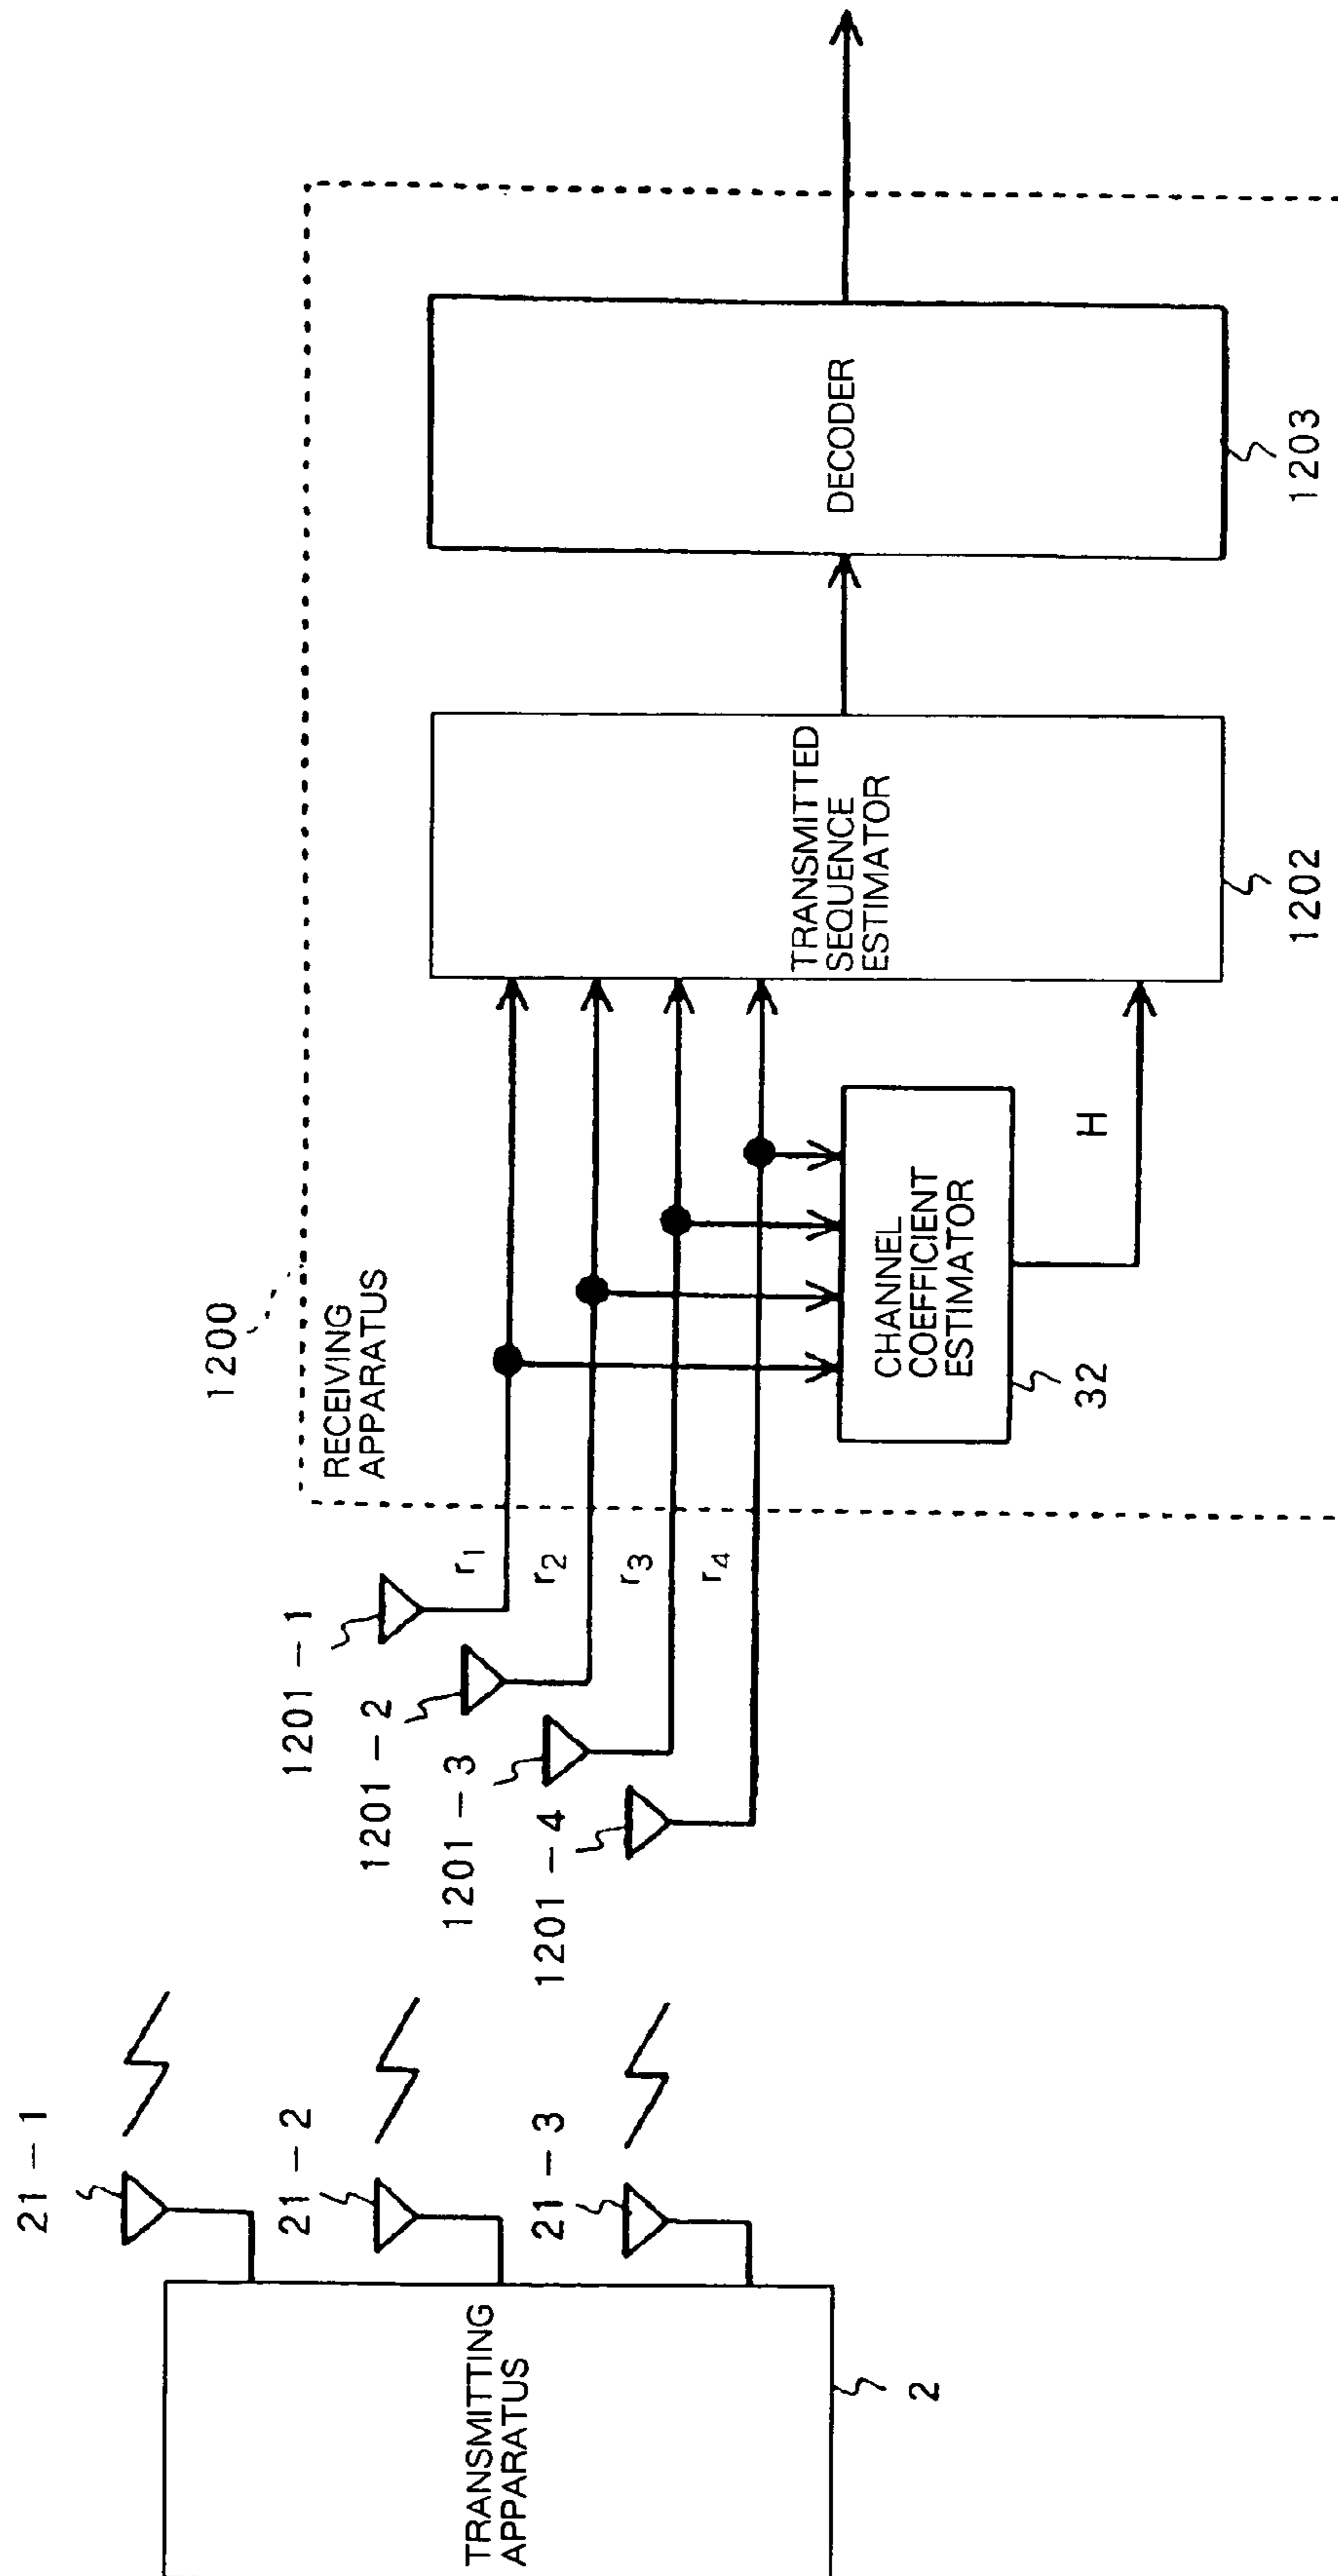 TRANSMITTING
APPARATUS
2
21-1
21-2
21-3
1201-1
1201-2
1201-3
1201-4
r1
r2
r3
r4
1200
RECEIVING
APPARATUS
CHANNEL
COEFFICIENT
ESTIMATOR
32
H
TRANSMITTED
SEQUENCE
ESTIMATOR
1202
DECODER
1203